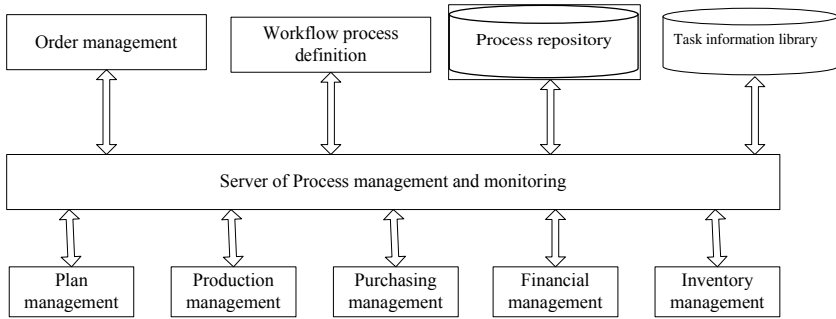 Order management
Workflow process
definition
Process repository
Task information library
Server of Process management and monitoring
Plan
management
Production
management
Purchasing
management
Financial
management
Inventory
management